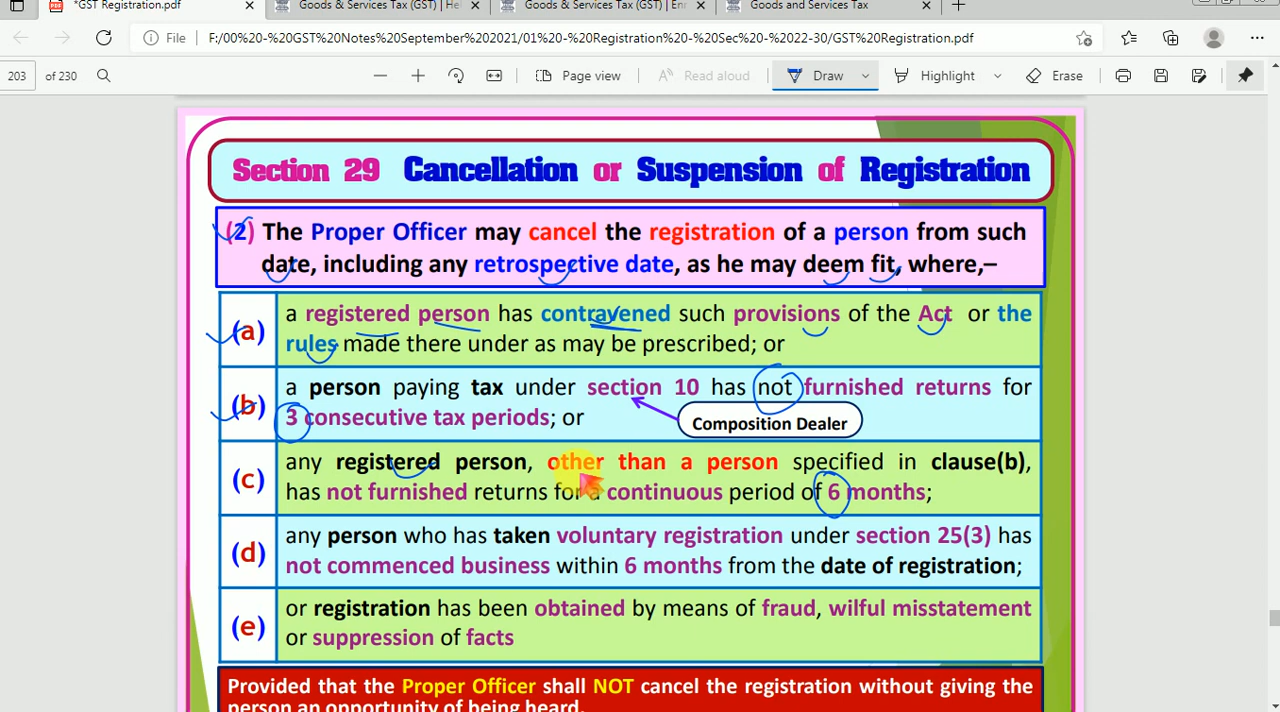 *GST Registration.pdf
Goods & Services Tax (GST) | He
Goods & Services Tax (GST) | Enr
Goods and Services Tax
File
F:/00%20-%20GST%20Notes%20September%202021/01%20-%20Registration%20-%20Sec%20-%2022-30/GST%20Registration.pdf
203 of 230
Page view
Read aloud
Draw
Highlight
Erase
Section 29 Cancellation or Suspension of Registration
(2) The Proper Officer may cancel the registration of a person from such
date, including any retrospective date, as he may deem fit, where,–
(a) a registered person has contravened such provisions of the Act or the
rules made there under as may be prescribed; or
(b) a person paying tax under section 10 has not furnished returns for
3 consecutive tax periods; or
Composition Dealer
(c) any registered person, other than a person specified in clause(b),
has not furnished returns for a continuous period of 6 months;
(d) any person who has taken voluntary registration under section 25(3) has
not commenced business within 6 months from the date of registration;
(e) or registration has been obtained by means of fraud, wilful misstatement
or suppression of facts
Provided that the Proper Officer shall NOT cancel the registration without giving the
person an opportunity of being heard.